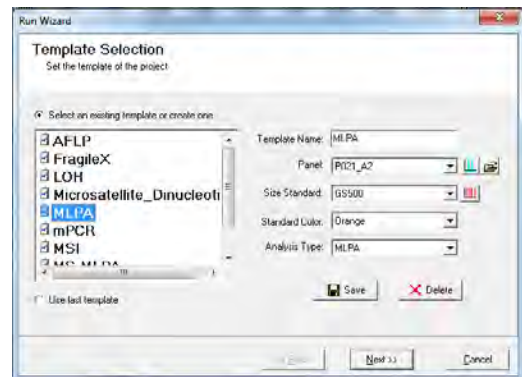 Run Wizard
Template Selection
Set the template of the project
Select an existing template or create one
AFLP
FragileX
LOH
Microsatellite_Dinucleoti
MLPA
mPCR
MSI
MS-MLPA
Template Name: MLPA
Panel: P021_A2
Size Standard: GS500
Standard Color: Orange
Analysis Type: MLPA
Save Delete
Use last template
Next >> Cancel